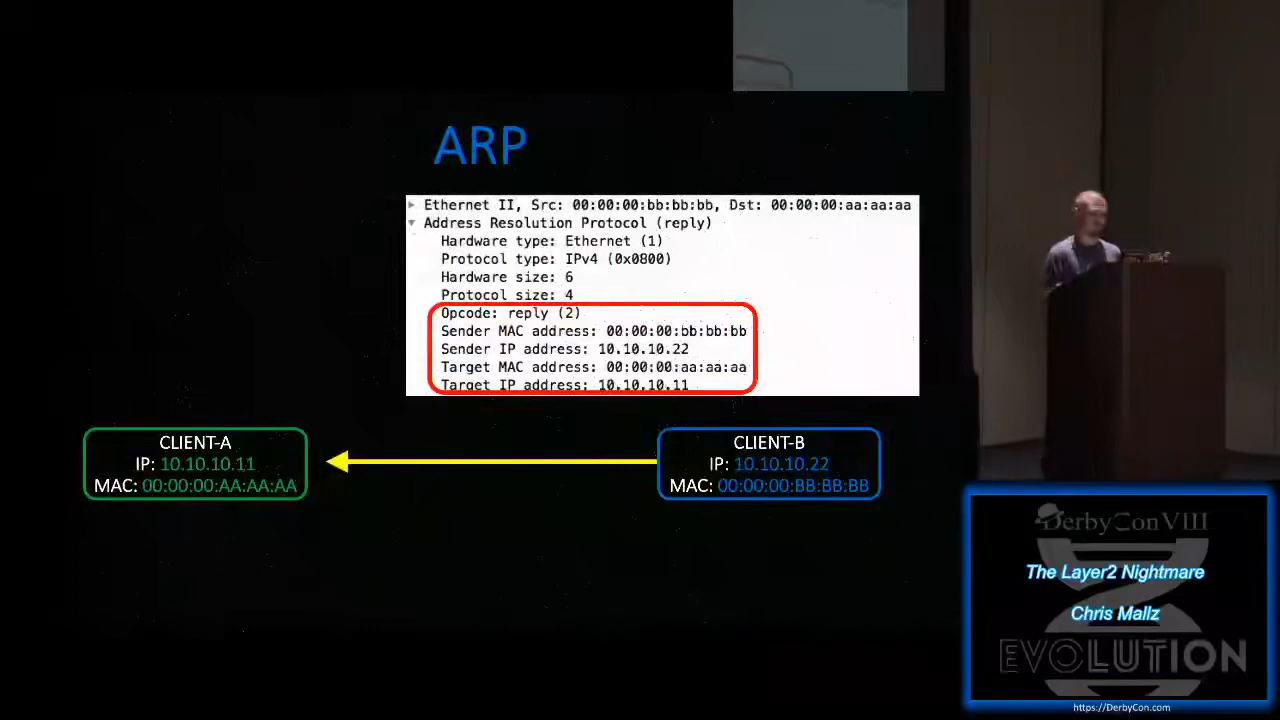 ARP
Ethernet II, Src: 00:00:00:bb:bb:bb, Dst: 00:00:00:aa:aa:aa
Address Resolution Protocol (reply)
Hardware type: Ethernet (1)
Protocol type: IPv4 (0x0800)
Hardware size: 6
Protocol size: 4
Opcode: reply (2)
Sender MAC address: 00:00:00:bb:bb:bb
Sender IP address: 10.10.10.22
Target MAC address: 00:00:00:aa:aa:aa
Target IP address: 10.10.10.11
CLIENT-A
IP: 10.10.10.11
MAC: 00:00:00:AA:AA:AA
CLIENT-B
IP: 10.10.10.22
MAC: 00:00:00:BB:BB:BB
DerbyCon VIII
The Layer2 Nightmare
Chris Mallz
EVOLUTION
https://DerbyCon.com